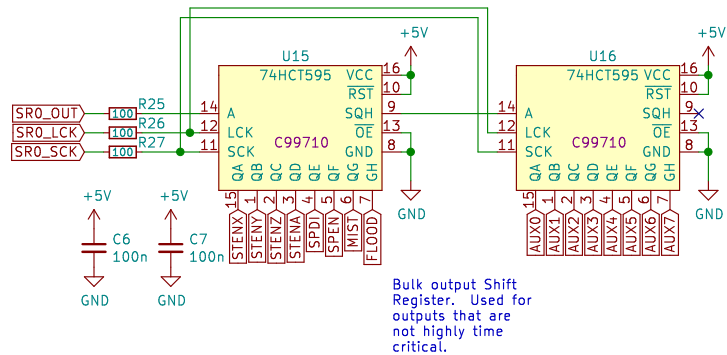 +5V
+5V
U15
U16
74HCT595
VCC
16
74HCT595
VCC
16
RST
10
RST
10
SR0_OUT
R25
100
14
A
SQH
9
14
A
SQH
9
SR0_LCK
R26
100
12
LCK
OE
13
12
LCK
OE
13
SR0_SCK
R27
100
11
SCK
C99710
GND
8
11
SCK
C99710
GND
8
QA
QB
QC
QD
QE
QF
QG
GH
QA
QB
QC
QD
QE
QF
QG
GH
15
1
2
3
4
5
6
7
15
1
2
3
4
5
6
7
STENX
STENY
STENZ
STENA
SPDI
SPEN
MIST
FLOOD
AUX0
AUX1
AUX2
AUX3
AUX4
AUX5
AUX6
AUX7
GND
GND
+5V
+5V
C6
100n
C7
100n
GND
GND
Bulk output Shift
Register.  Used for
outputs that are
not highly time
critical.